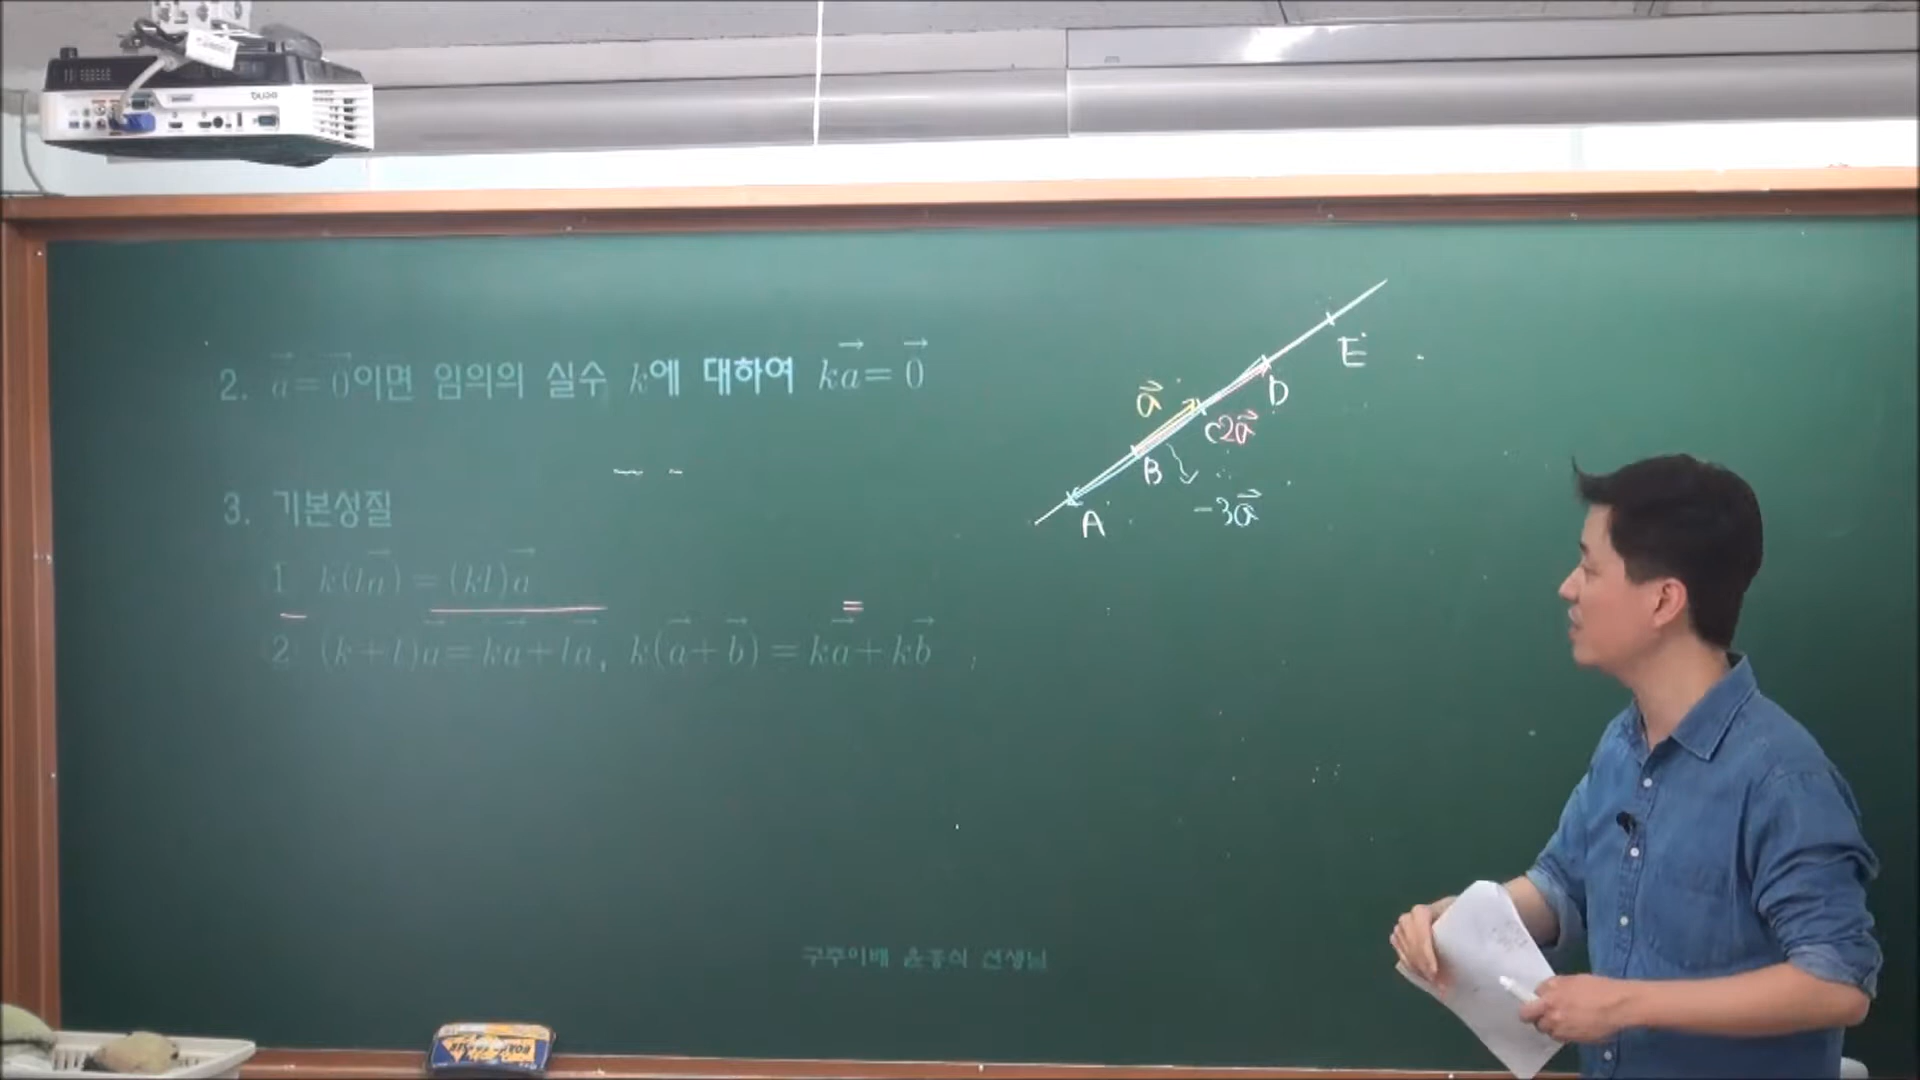 BenQ
2. a⃗ = 0⃗이면 임의의 실수 k에 대하여 ka⃗ = 0⃗
3. 기본성질
1 k(la⃗) = (kl)a⃗
2 (k+l)a⃗ = ka⃗ + la⃗, k(a⃗ + b⃗) = ka⃗ + kb⃗
E
D
a⃗
C 2a⃗
B
-3a⃗
A
선생님